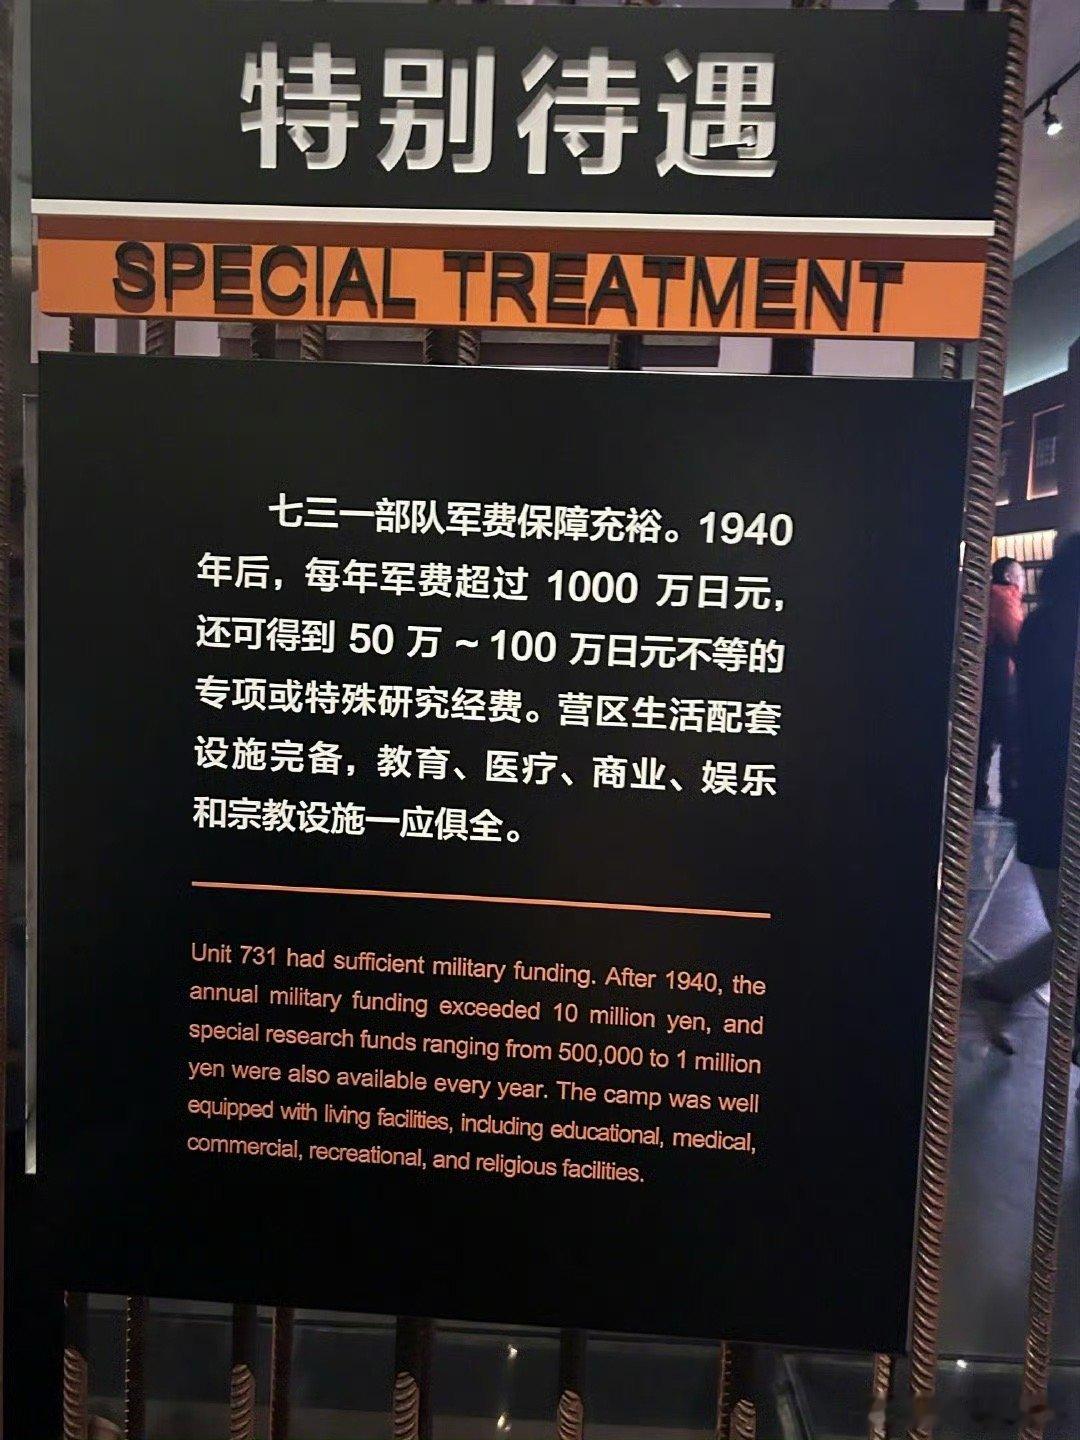 特别待遇
SPECIAL TREATMENT
七三一部队军费保障充裕。1940
年后，每年军费超过 1000 万日元，
还可得到 50 万 ~ 100 万日元不等的
专项或特殊研究经费。营区生活配套
设施完备，教育、医疗、商业、娱乐
和宗教设施一应俱全。
Unit 731 had sufficient military funding. After 1940, the
annual military funding exceeded 10 million yen, and
special research funds ranging from 500,000 to 1 million
yen were also available every year. The camp was well
equipped with living facilities, including educational, medical,
commercial, recreational, and religious facilities.